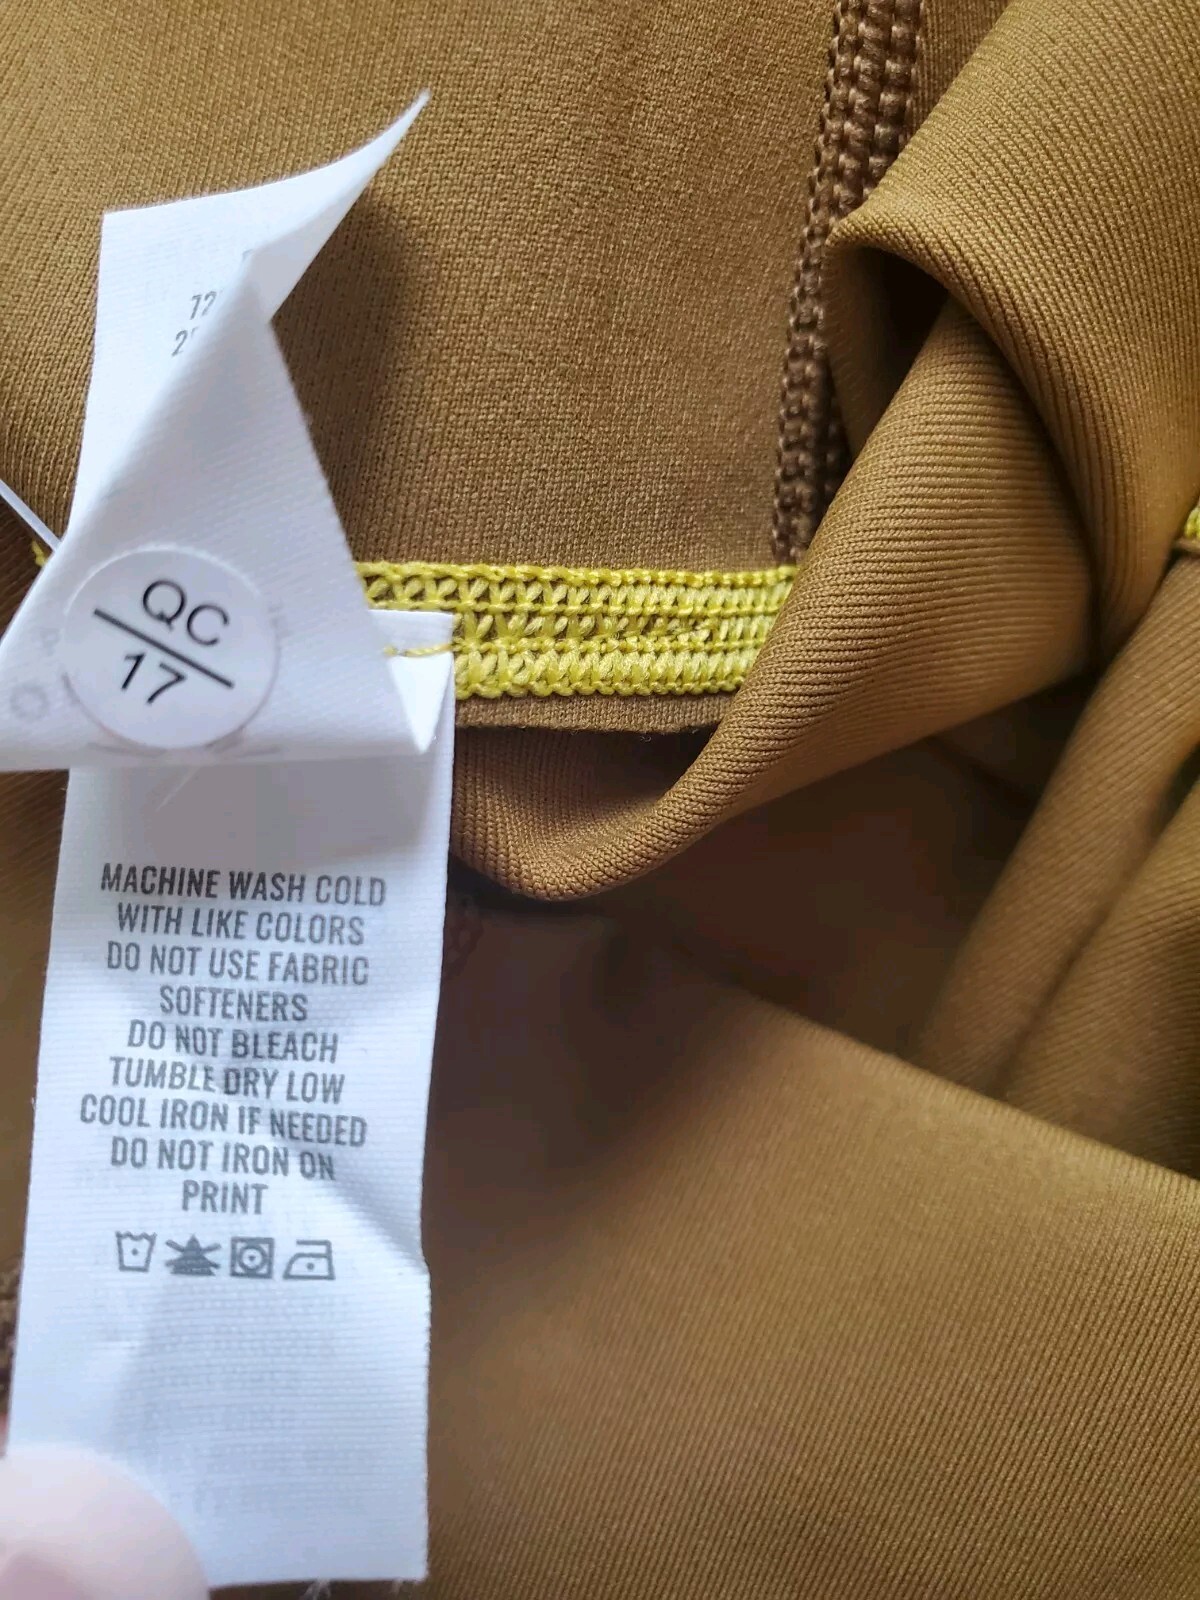 QC
17
MACHINE WASH COLD
WITH LIKE COLORS
DO NOT USE FABRIC
SOFTENERS
DO NOT BLEACH
TUMBLE DRY LOW
COOL IRON IF NEEDED
DO NOT IRON ON
PRINT